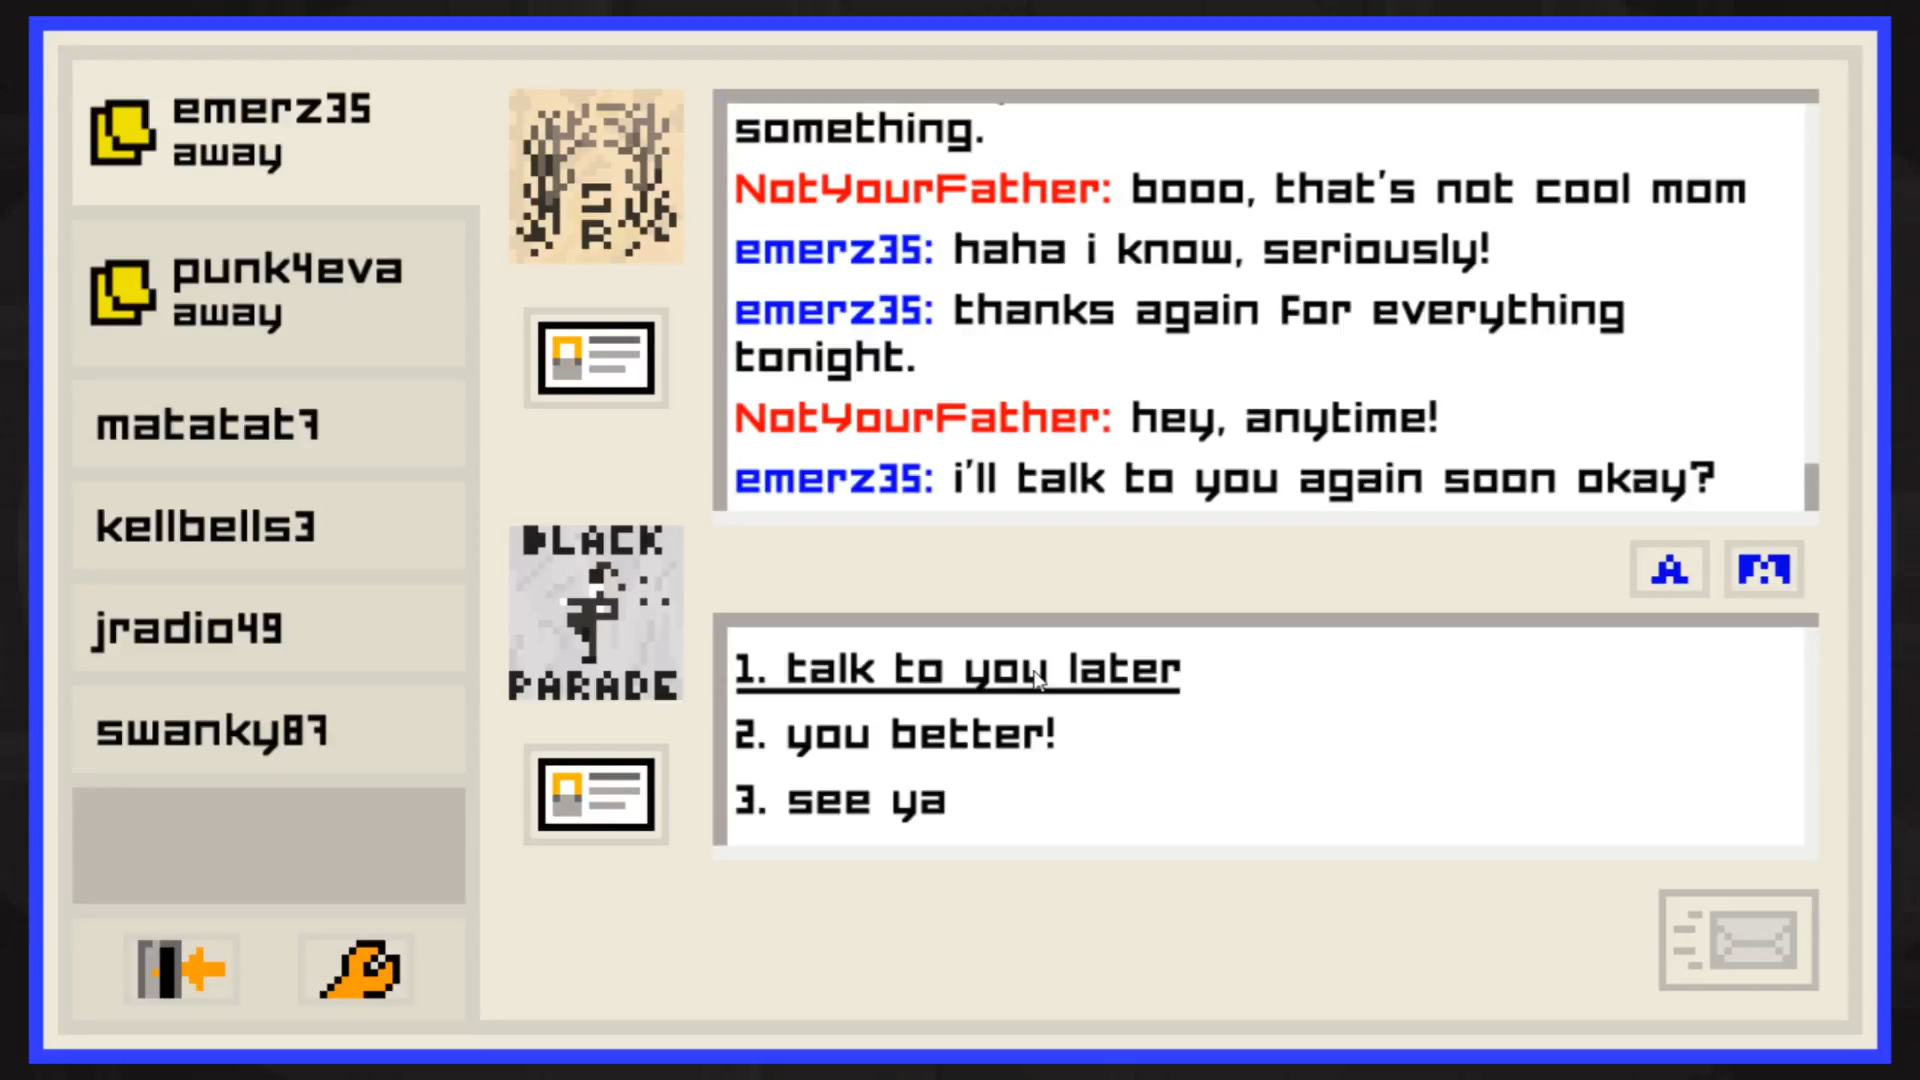 emerz35
away
punk4eva
away
matatat7
kellbells3
jradio49
swanky87
BLACK
PARADE
something.
NotYourFather: booo, that's not cool mom
emerz35: haha i know, seriously!
emerz35: thanks again for everything
tonight.
NotYourFather: hey, anytime!
emerz35: i'll talk to you again soon okay?
A
1. talk to you later
2. you better!
3. see ya